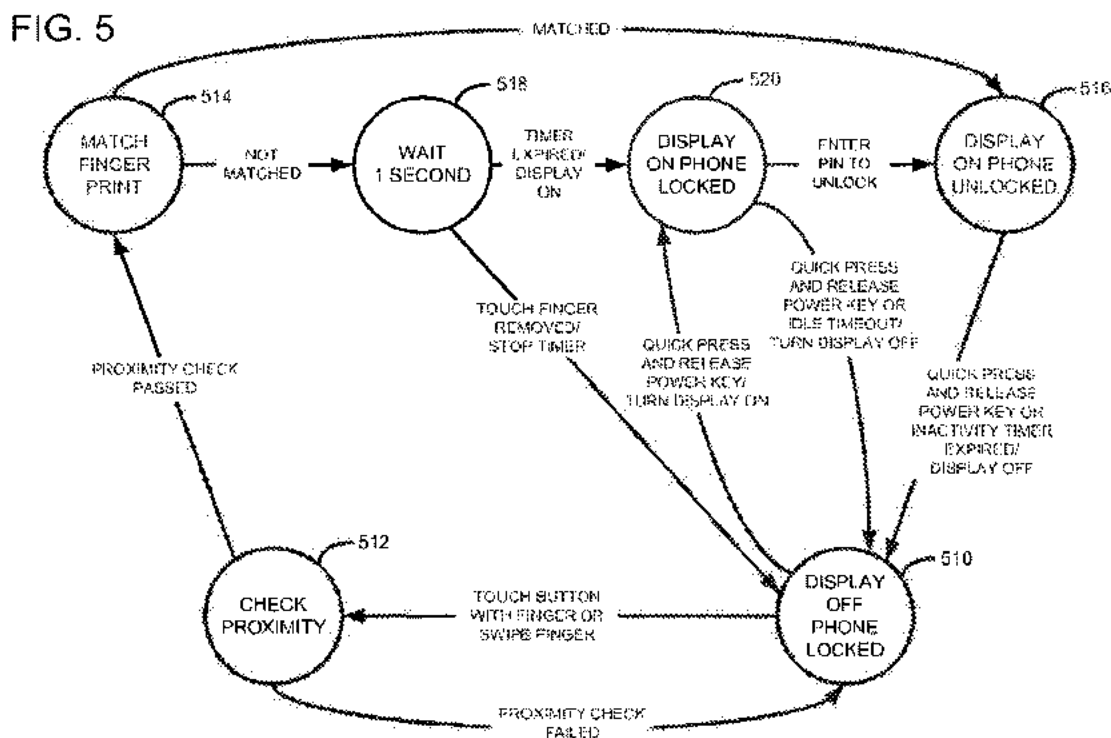 FIG. 5
MATCHED
514
518
520
516
MATCH
FINGER
PRINT
NOT
MATCHED
WAIT
1 SECOND
TIMER
EXPIRED/
DISPLAY
ON
DISPLAY
ON PHONE
LOCKED
ENTER
PIN TO
UNLOCK
DISPLAY
ON PHONE
UNLOCKED
PROXIMITY CHECK
PASSED
TOUCH FINGER
REMOVED/
STOP TIMER
QUICK PRESS
AND RELEASE
POWER KEY/
TURN DISPLAY ON
QUICK PRESS
AND RELEASE
POWER KEY OR
IDLE TIMEOUT/
TURN DISPLAY OFF
QUICK PRESS
AND RELEASE
POWER KEY OR
INACTIVITY TIMER
EXPIRED/
DISPLAY OFF
512
CHECK
PROXIMITY
TOUCH BUTTON
WITH FINGER OR
SWIPE FINGER
510
DISPLAY
OFF
PHONE
LOCKED
PROXIMITY CHECK
FAILED